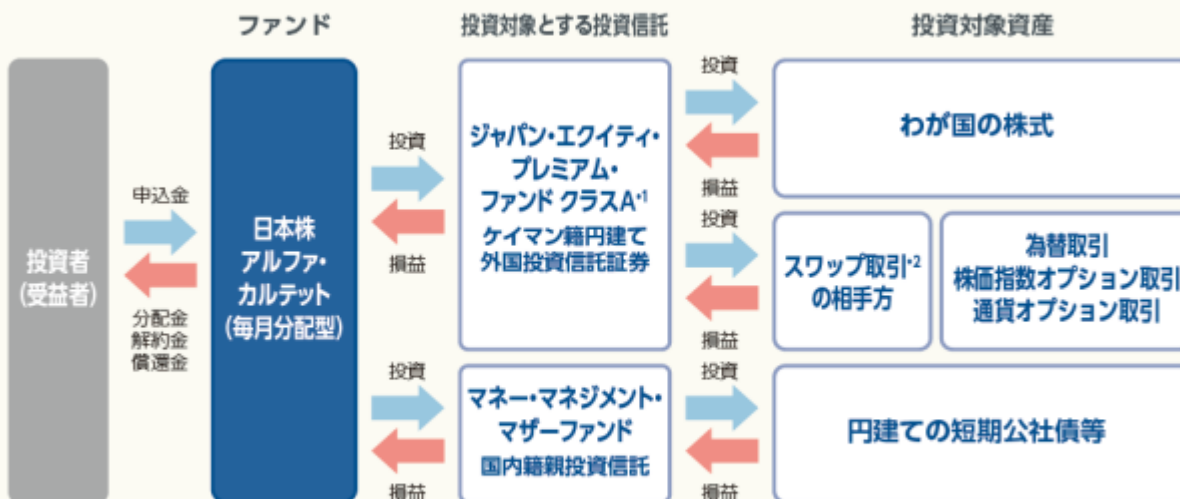 ファンド
投資対象とする投資信託
投資対象資産
投資者
(受益者)
申込金
分配金
解約金
償還金
日本株
アルファ・
カルテット
(毎月分配型)
投資
損益
投資
損益
ジャパン・エクイティ・
プレミアム・
ファンド クラスA*1
ケイマン籍円建て
外国投資信託証券
マネー・マネジメント・
マザーファンド
国内籍親投資信託
投資
損益
投資
損益
投資
損益
わが国の株式
スワップ取引*2
の相手方
為替取引
株価指数オプション取引
通貨オプション取引
円建ての短期公社債等